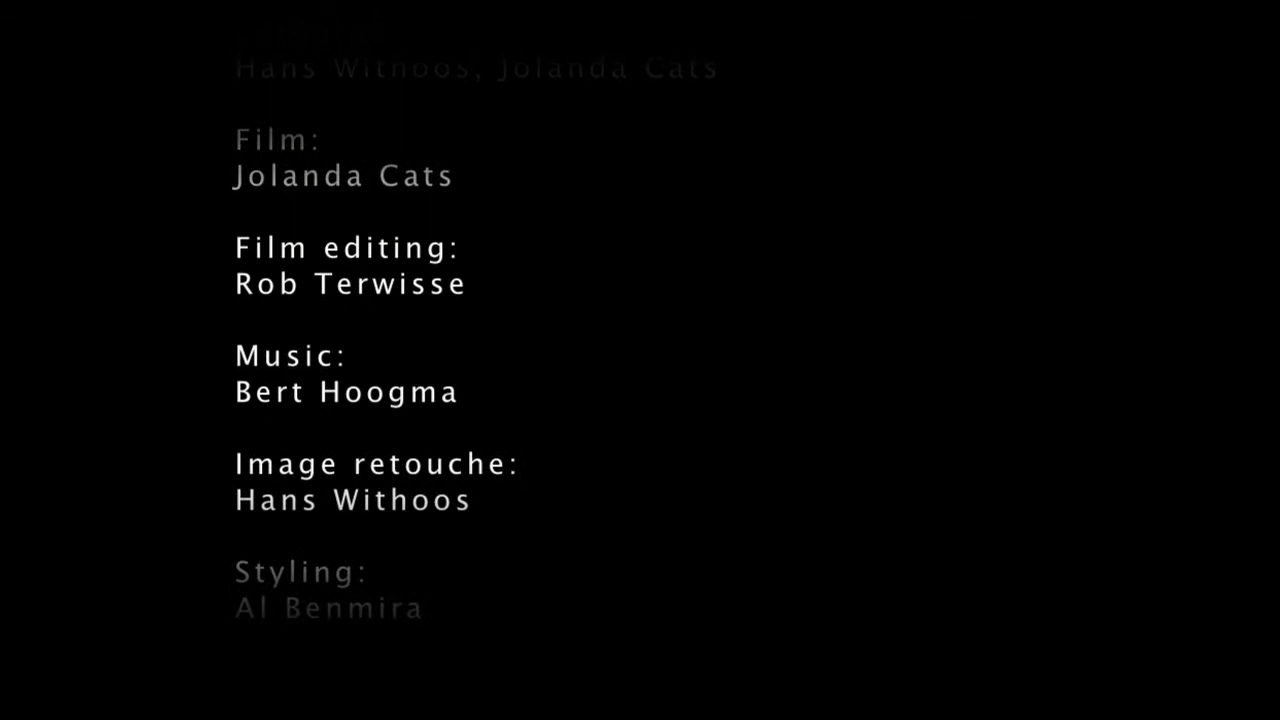 Hans Withoos, Jolanda Cats
Film:
Jolanda Cats
Film editing:
Rob Terwisse
Music:
Bert Hoogma
Image retouche:
Hans Withoos
Styling:
Al Benmira